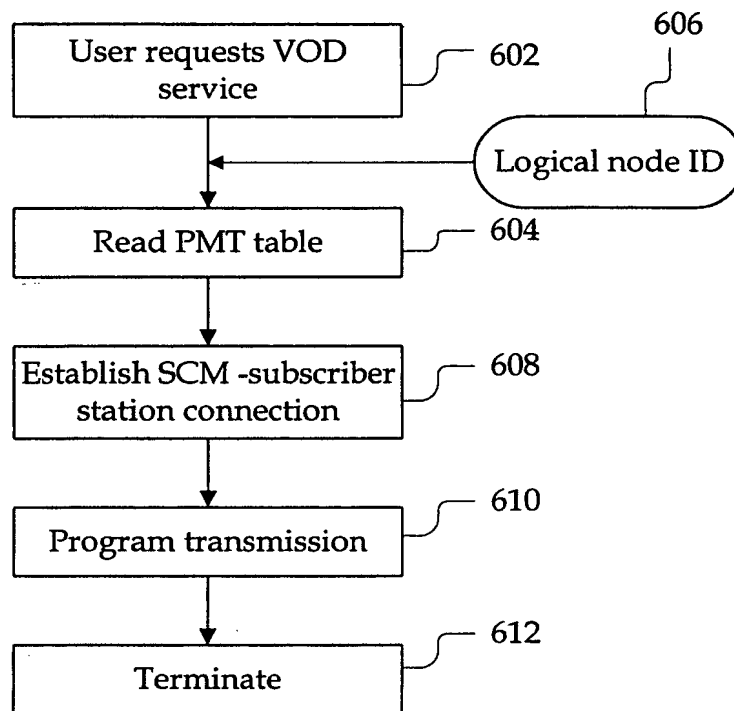 User requests VOD
service
602
606
Logical node ID
Read PMT table
604
Establish SCM -subscriber
station connection
608
Program transmission
610
Terminate
612